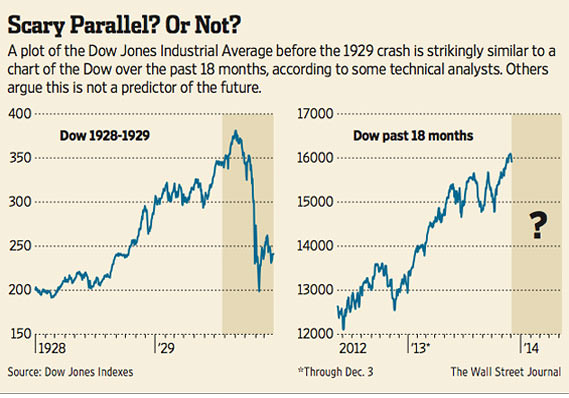 Scary Parallel? Or Not?
A plot of the Dow Jones Industrial Average before the 1929 crash is strikingly similar to a
chart of the Dow over the past 18 months, according to some technical analysts. Others
argue this is not a predictor of the future.
400
Dow 1928-1929
350
300
250
200
150
1928
'29
17000
Dow past 18 months
16000
15000
?
14000
13000
12000
2012
'13*
'14
Source: Dow Jones Indexes
*Through Dec. 3
The Wall Street Journal